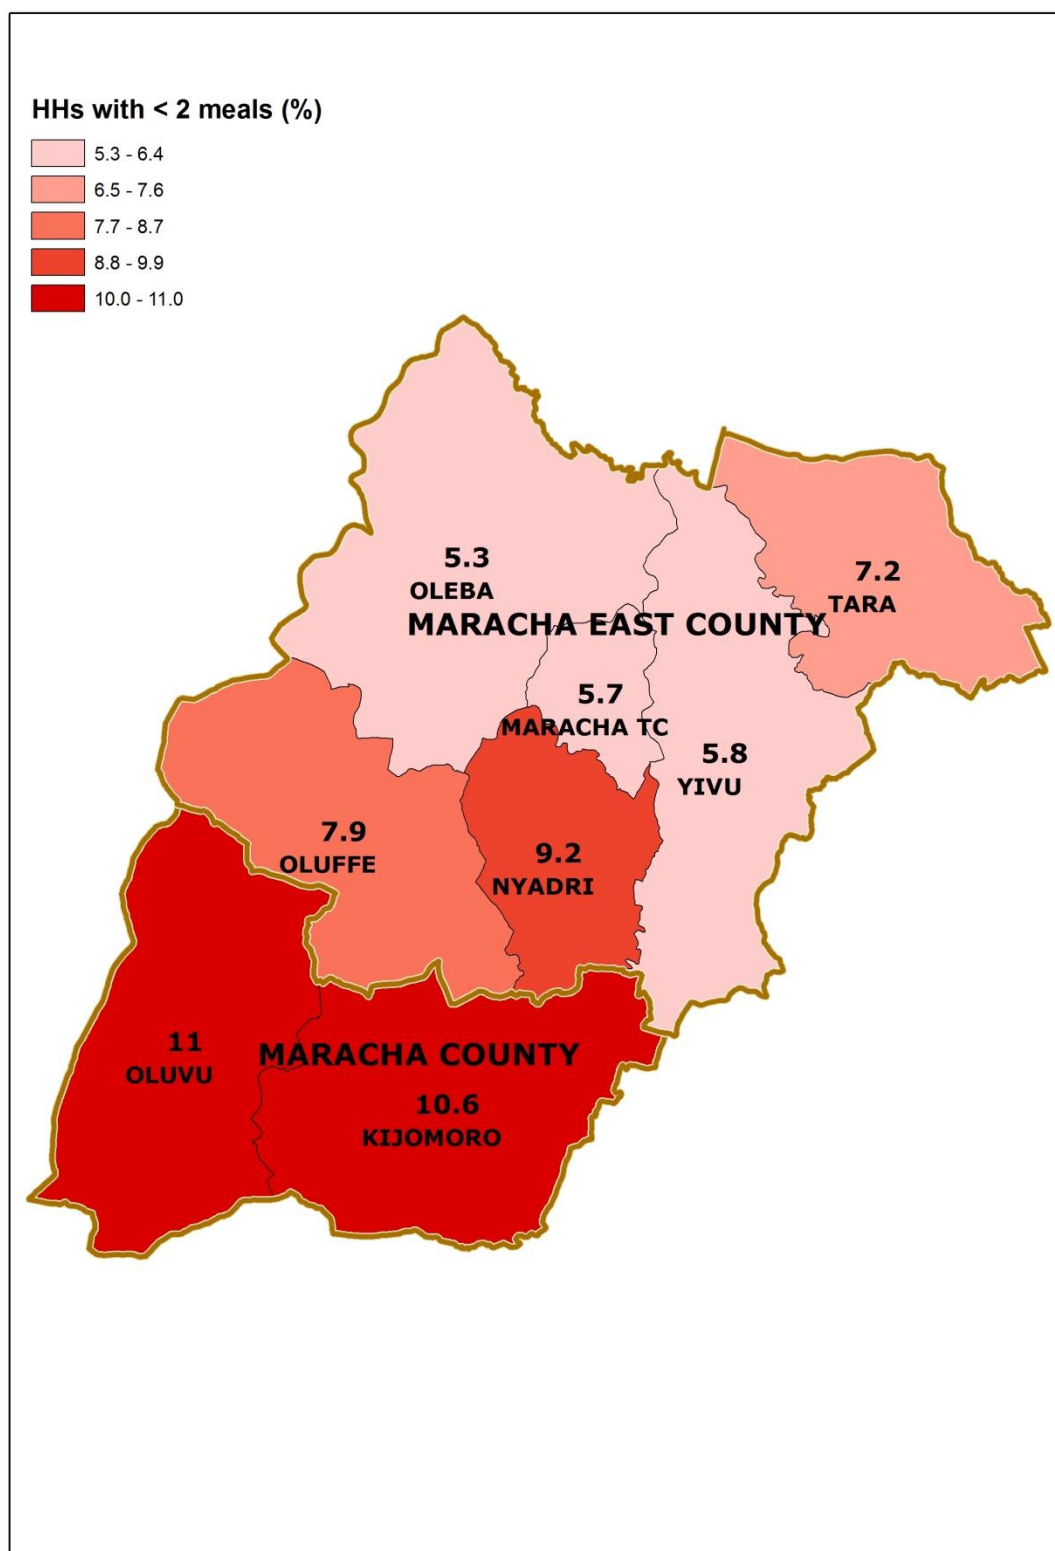 HHs with < 2 meals (%)
5.3 - 6.4
6.5 - 7.6
7.7 - 8.7
8.8 - 9.9
10.0 - 11.0
5.3
OLEBA
7.2
TARA
MARACHA EAST COUNTY
5.7
MARACHA TC
5.8
YIVU
7.9
OLUFFE
9.2
NYADRI
11
OLUVU
MARACHA COUNTY
10.6
KIJOMORO